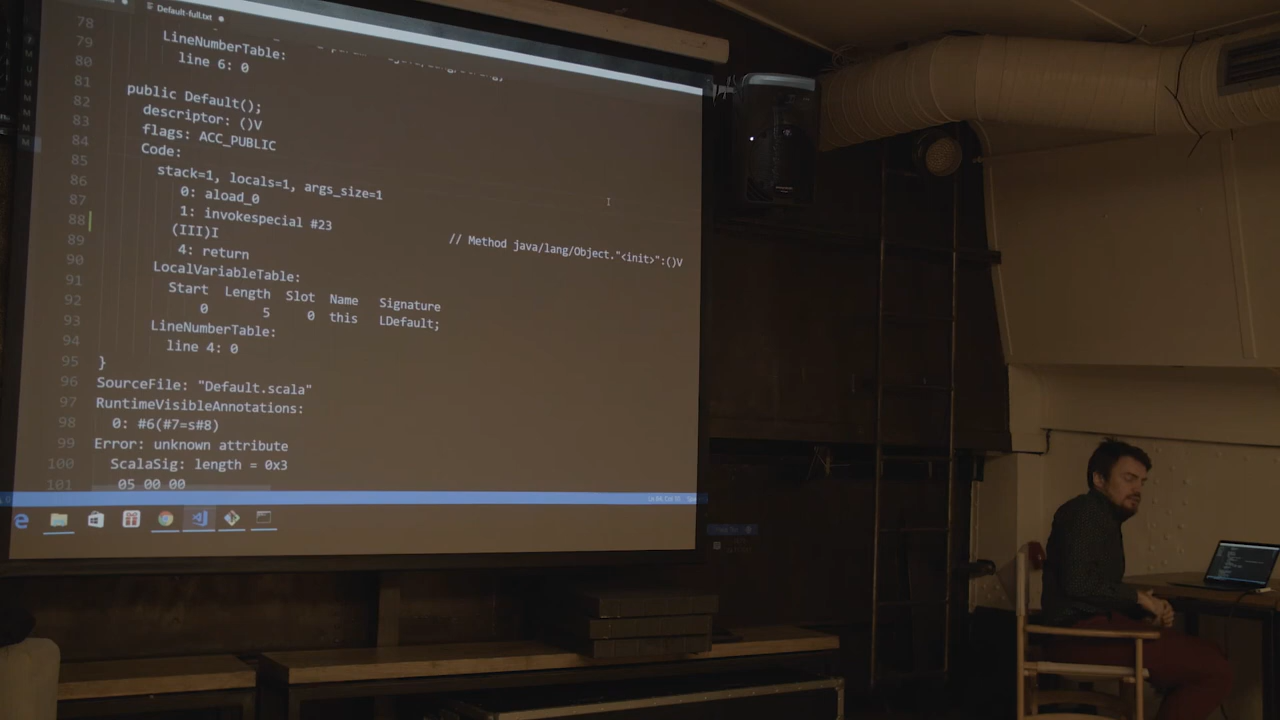 Default-full.txt
78
79 LineNumberTable:
80 line 6: 0
81
82 public Default();
83 descriptor: ()V
84 flags: ACC_PUBLIC
85 Code:
86 stack=1, locals=1, args_size=1
87 0: aload_0
88 1: invokespecial #23
89 (III)I // Method java/lang/Object."<init>":()V
90 4: return
91 LocalVariableTable:
92 Start Length Slot Name Signature
93 0 5 0 this LDefault;
94 LineNumberTable:
95 line 4: 0
96 }
97 SourceFile: "Default.scala"
98 RuntimeVisibleAnnotations:
99 0: #6(#7=s#8)
100 Error: unknown attribute
101 ScalaSig: length = 0x3
05 00 00